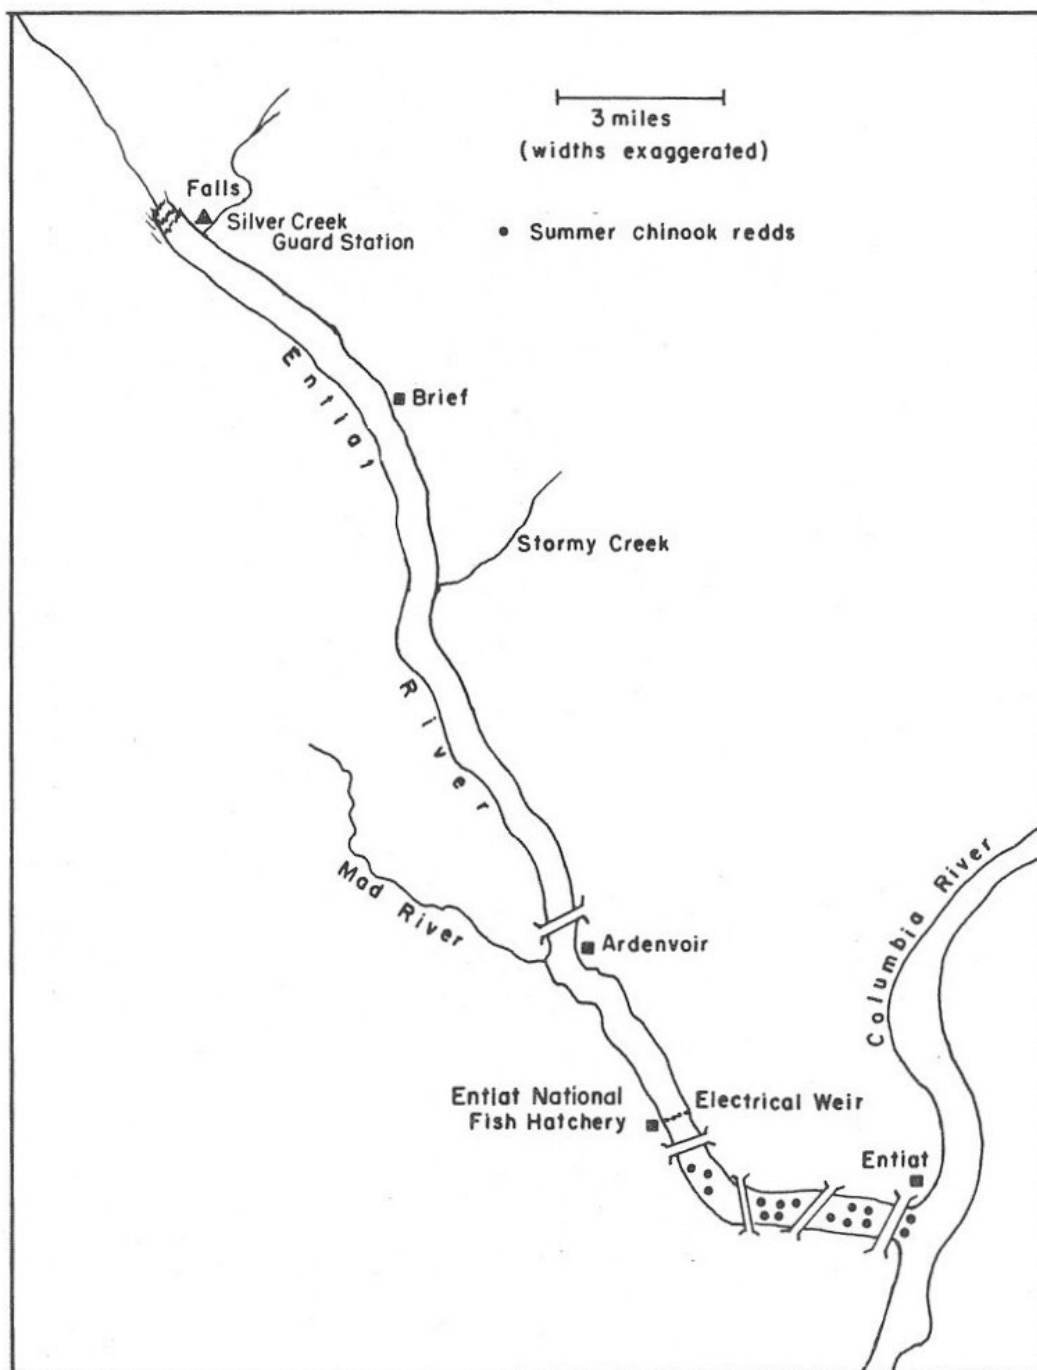 3 miles
(widths exaggerated)
Falls
Silver Creek
Guard Station
• Summer chinook redds
Entiat
Brief
Stormy Creek
River
Mad River
Columbia River
Ardenvoir
Entiat National
Fish Hatchery
Electrical Weir
Entiat